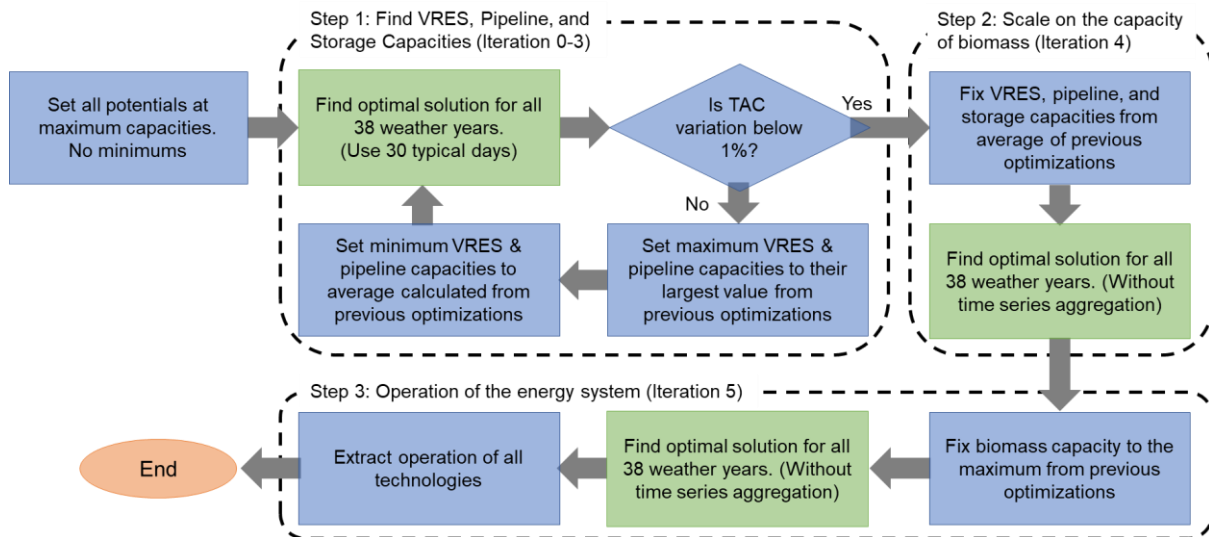 Step 1: Find VRES, Pipeline, and
Storage Capacities (Iteration 0-3)
Step 2: Scale on the capacity
of biomass (Iteration 4)
Set all potentials at
maximum capacities.
No minimums
Find optimal solution for all
38 weather years.
(Use 30 typical days)
Is TAC
variation below
1%?
Yes
Fix VRES, pipeline, and
storage capacities from
average of previous
optimizations
No
Set minimum VRES &
pipeline capacities to
average calculated from
previous optimizations
Set maximum VRES &
pipeline capacities to their
largest value from
previous optimizations
Find optimal solution for all
38 weather years. (Without
time series aggregation)
Step 3: Operation of the energy system (Iteration 5)
End
Extract operation of all
technologies
Find optimal solution for all
38 weather years. (Without
time series aggregation)
Fix biomass capacity to the
maximum from previous
optimizations